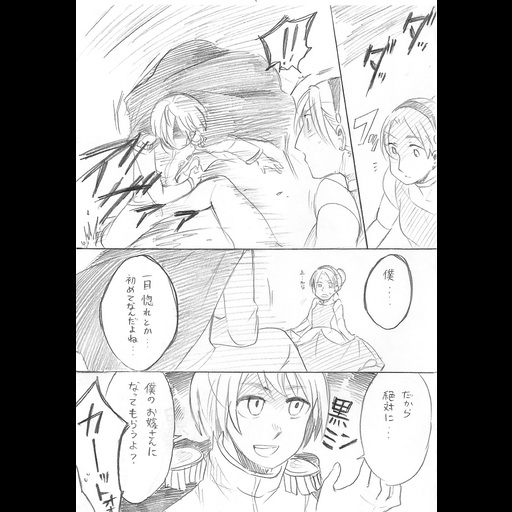 ダッ
ダッ
!!
僕....
一目惚れとか...
初めてなんだよね...
だから
絶対に...
黒ミン
僕のお嫁さんに
なってもらうよ?
カーット